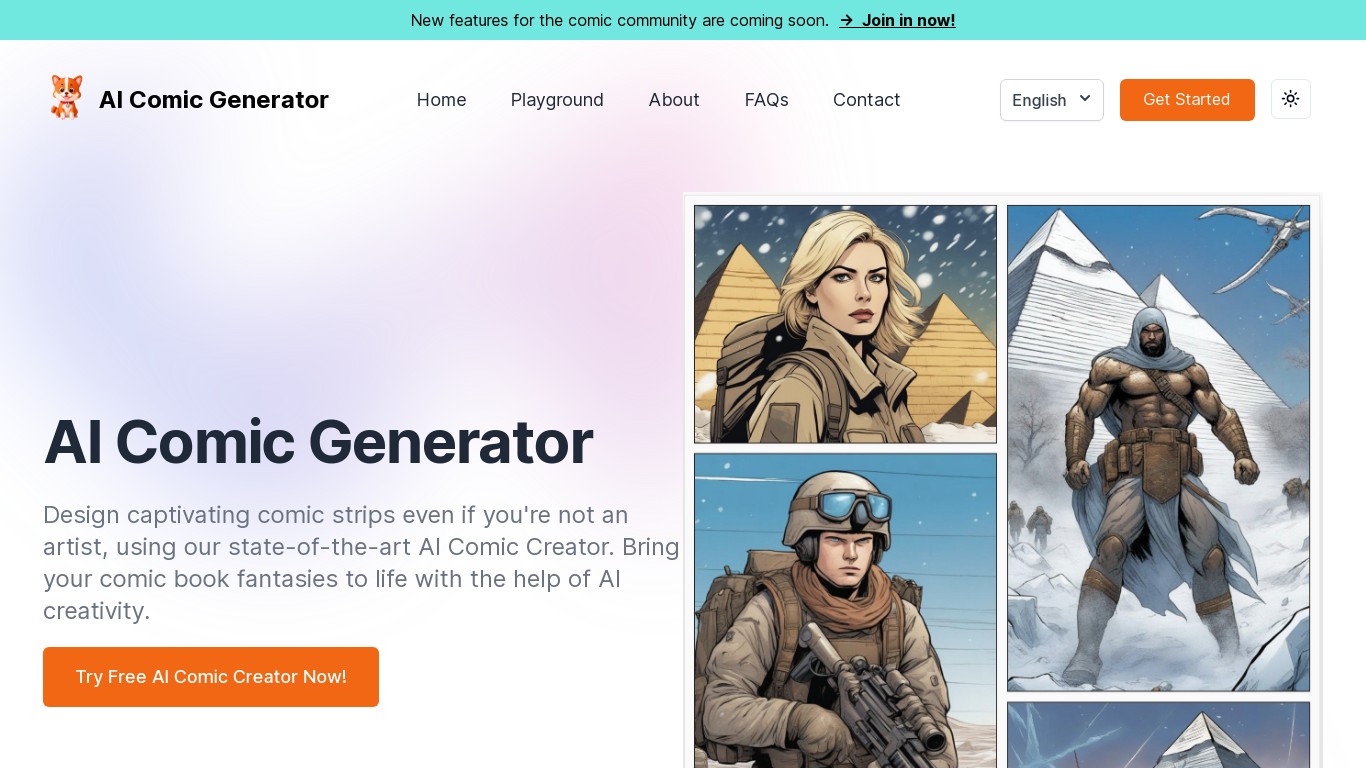 New features for the comic community are coming soon. → Join in now!
AI Comic Generator
Home Playground About FAQs Contact
English Get Started
AI Comic Generator
Design captivating comic strips even if you're not an
artist, using our state-of-the-art AI Comic Creator. Bring
your comic book fantasies to life with the help of AI
creativity.
Try Free AI Comic Creator Now!